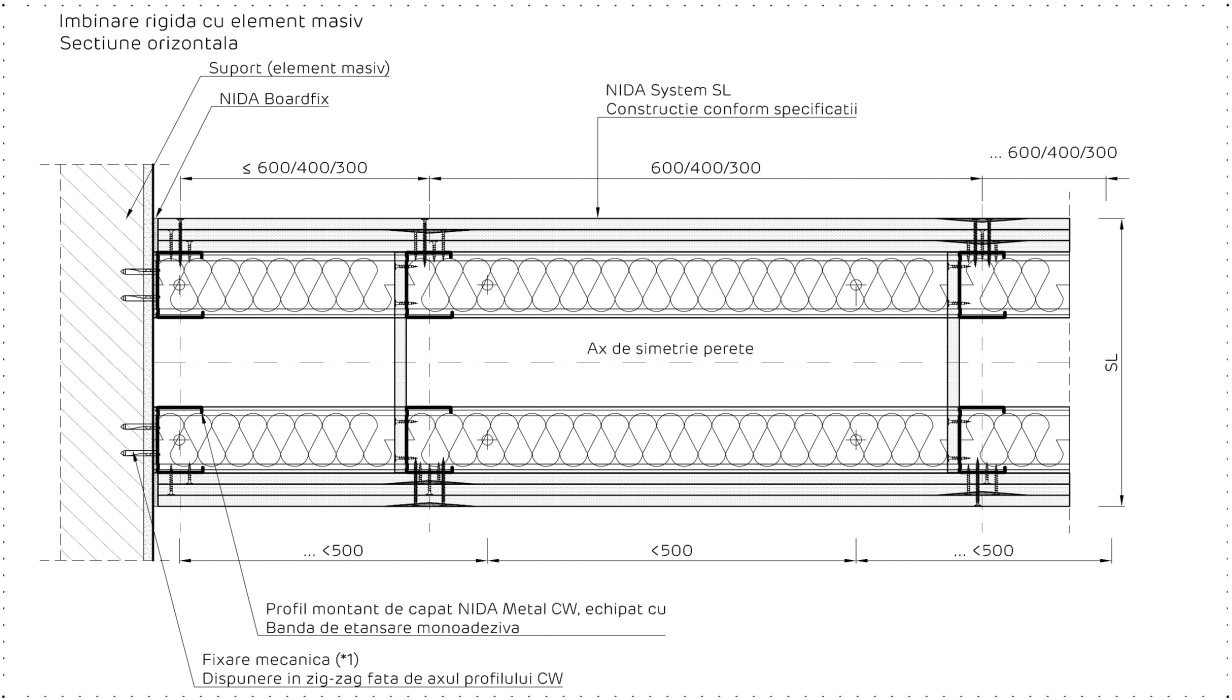 Imbinare rigida cu element masiv
Sectiune orizontala
Suport (element masiv)
NIDA Boardfix
NIDA System SL
Constructie conform specificatii
≤ 600/400/300
600/400/300
... 600/400/300
Ax de simetrie perete
SL
... <500
<500
... <500
Profil montant de capat NIDA Metal CW, echipat cu
Banda de etansare monoadeziva
Fixare mecanica (*1)
Dispunere in zig-zag fata de axul profilului CW